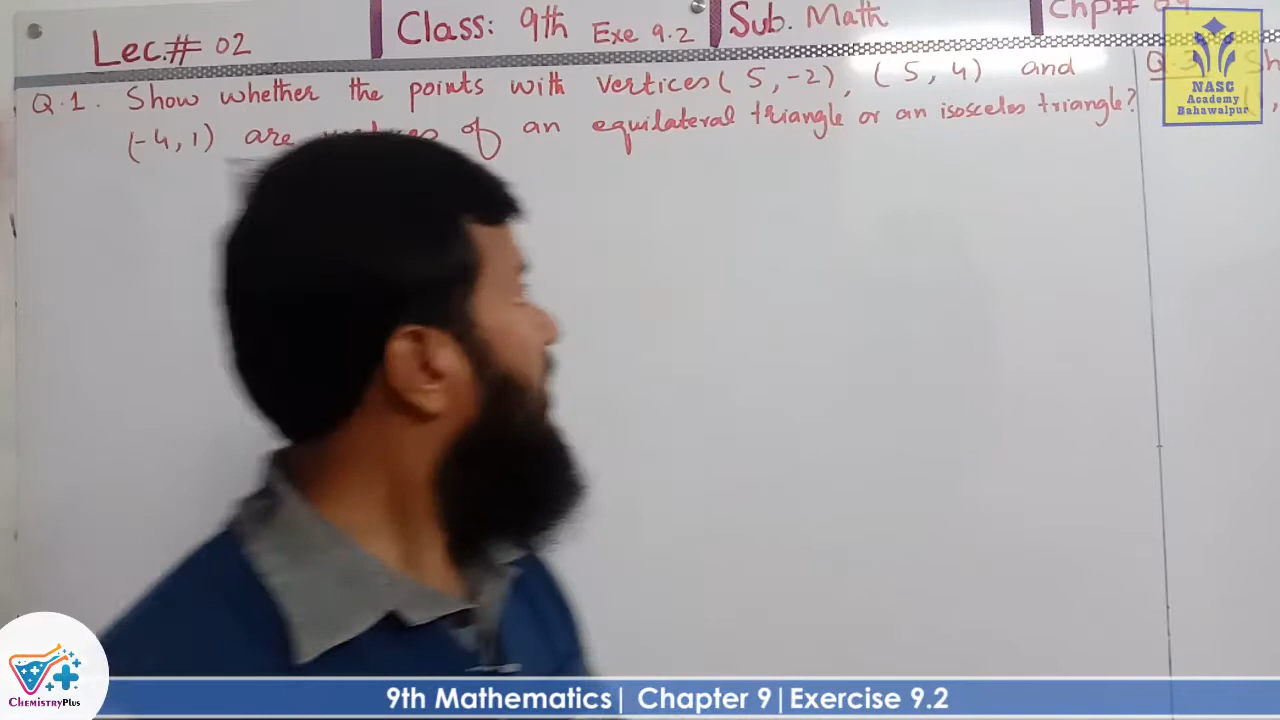 Lec.# 02
Class: 9th Exe 9.2
Sub. Math
Chp#
Q.1. Show whether the points with vertices (5, -2), (5, 4) and
(-4, 1) are of an equilateral triangle or an isosceles triangle?
NASC
Academy
Bahawalpur
CHEMISTRYPLUS
9th Mathematics| Chapter 9|Exercise 9.2